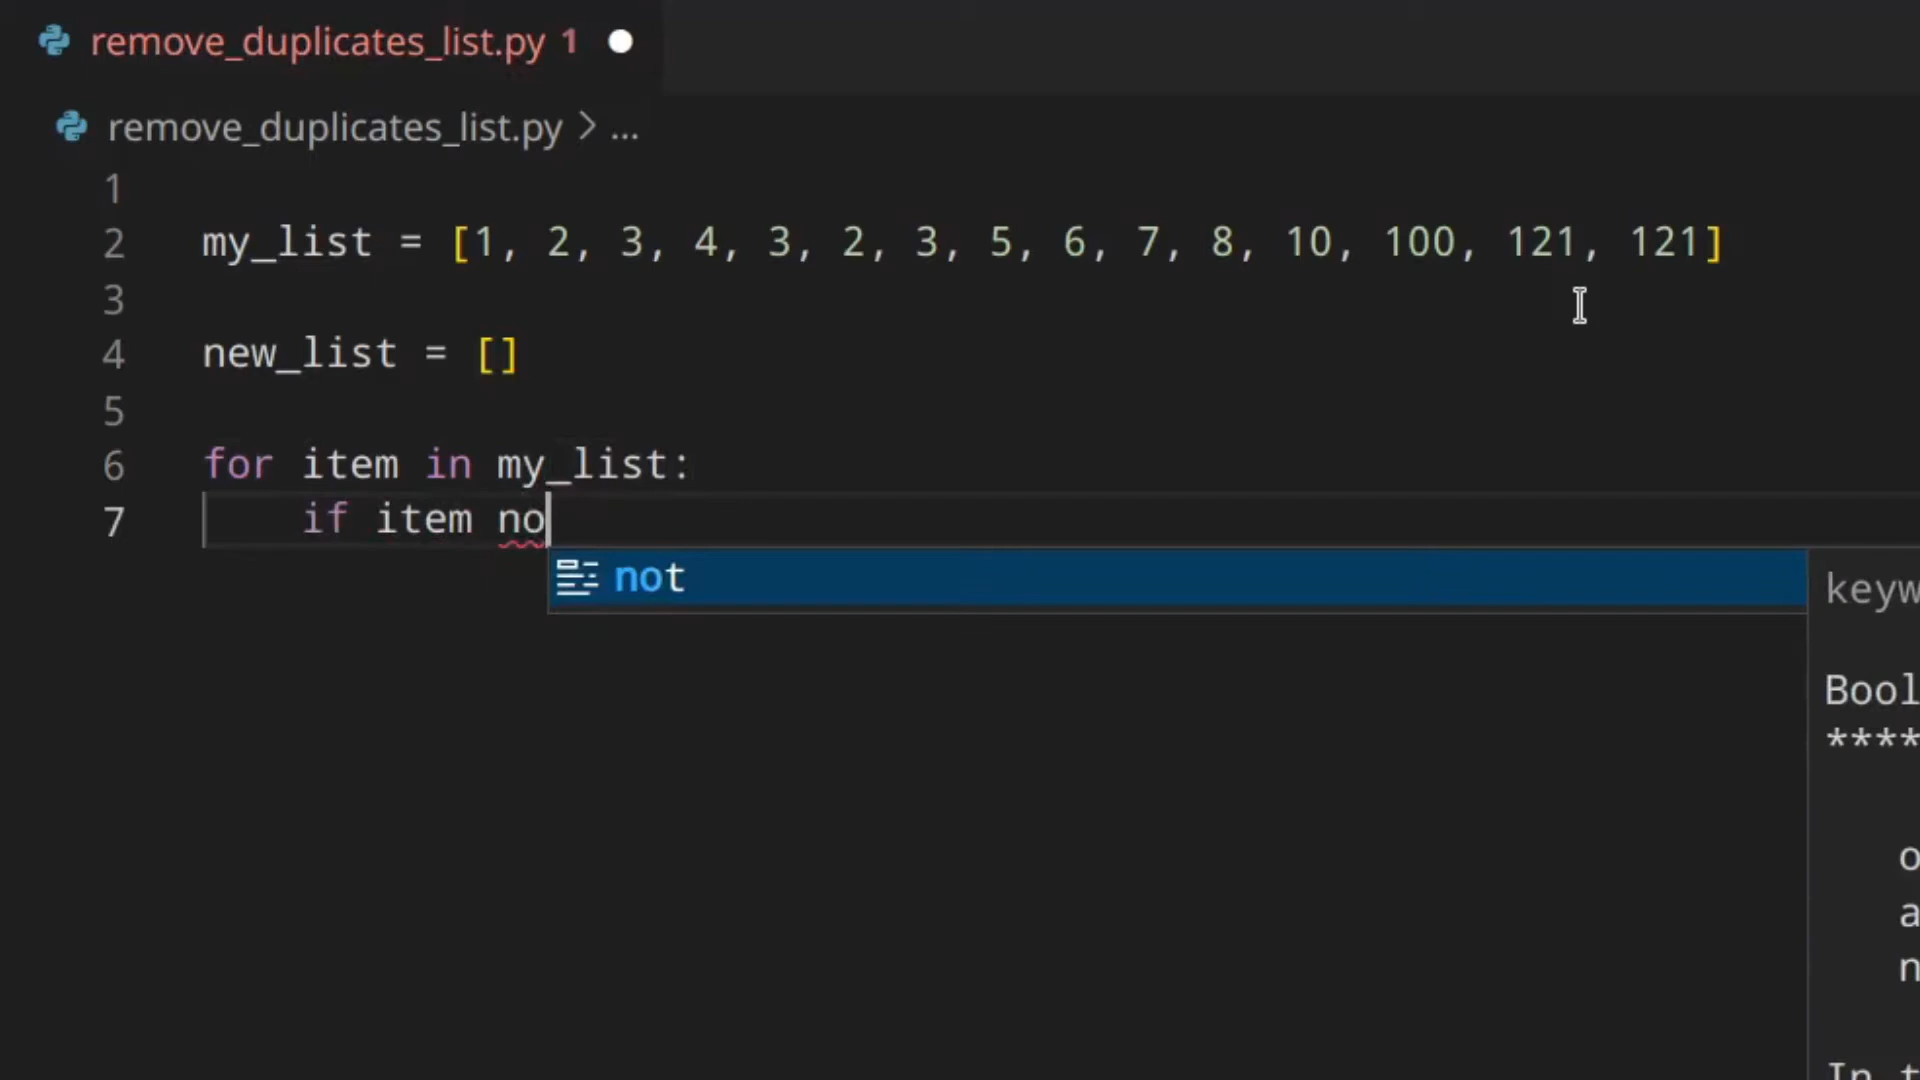 remove_duplicates_list.py 1
remove_duplicates_list.py > ...
1
2 my_list = [1, 2, 3, 4, 3, 2, 3, 5, 6, 7, 8, 10, 100, 121, 121]
3
4 new_list = []
5
6 for item in my_list:
7     if item no
not
keyw
Bool
****
o
a
n
In t